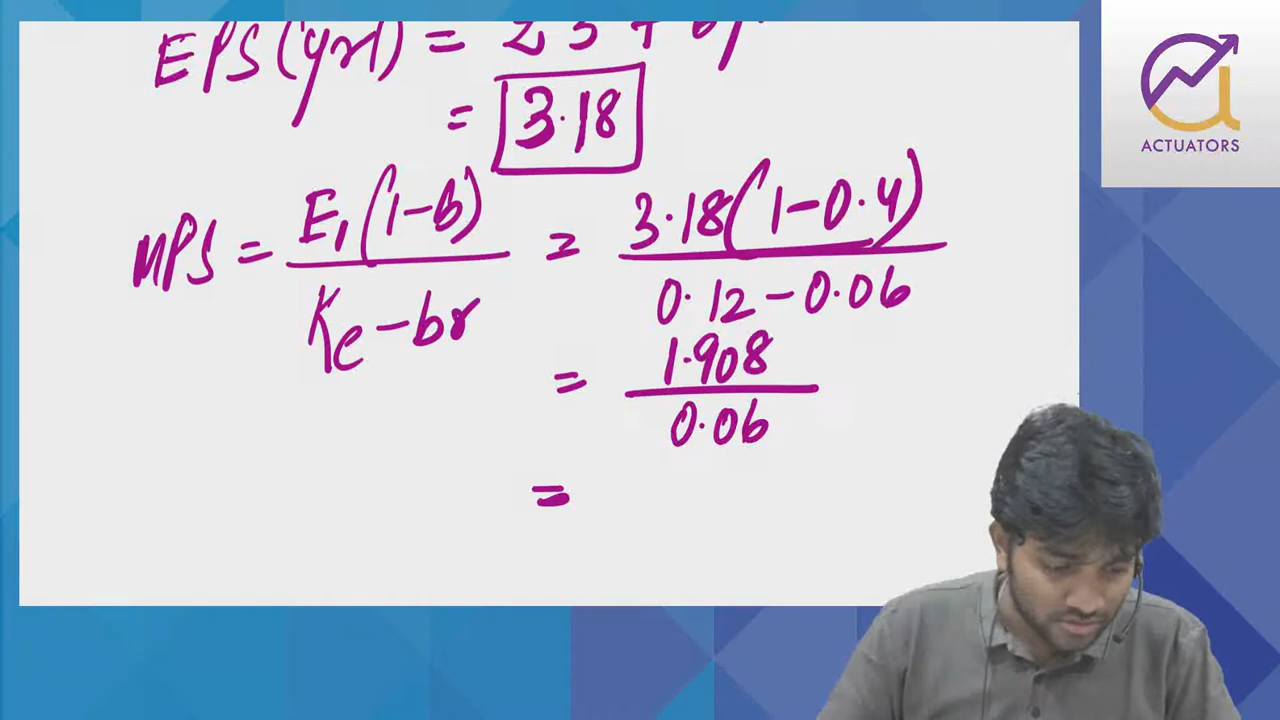 EPS (yr1) =
= 3.18
MPS = E₁(1-b) / Ke - br = 3.18(1-0.4) / 0.12 - 0.06
= 1.908 / 0.06
=
ACTUATORS